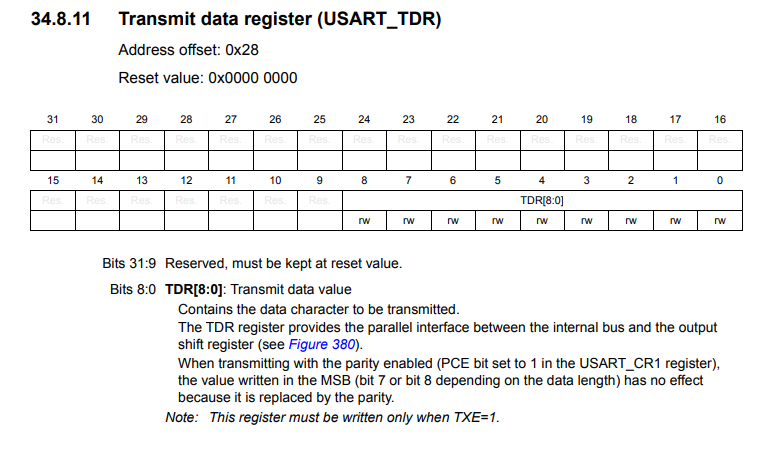 34.8.11 Transmit data register (USART_TDR)
Address offset: 0x28
Reset value: 0x0000 0000
31 30 29 28 27 26 25 24 23 22 21 20 19 18 17 16
Res. Res. Res. Res. Res. Res. Res. Res. Res. Res. Res. Res. Res. Res. Res. Res.
15 14 13 12 11 10 9 8 7 6 5 4 3 2 1 0
Res. Res. Res. Res. Res. Res. Res. TDR[8:0]
rw rw rw rw rw rw rw rw rw
Bits 31:9 Reserved, must be kept at reset value.
Bits 8:0 TDR[8:0]: Transmit data value
Contains the data character to be transmitted.
The TDR register provides the parallel interface between the internal bus and the output
shift register (see Figure 380).
When transmitting with the parity enabled (PCE bit set to 1 in the USART_CR1 register),
the value written in the MSB (bit 7 or bit 8 depending on the data length) has no effect
because it is replaced by the parity.
Note: This register must be written only when TXE=1.